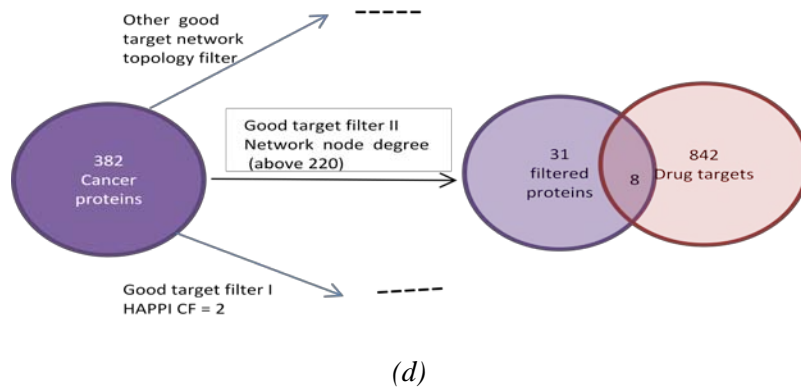 Other good
target network
topology filter
382
Cancer
proteins
Good target filter II
Network node degree
(above 220)
31
filtered
proteins
8
842
Drug targets
Good target filter I
HAPPI CF = 2
(d)